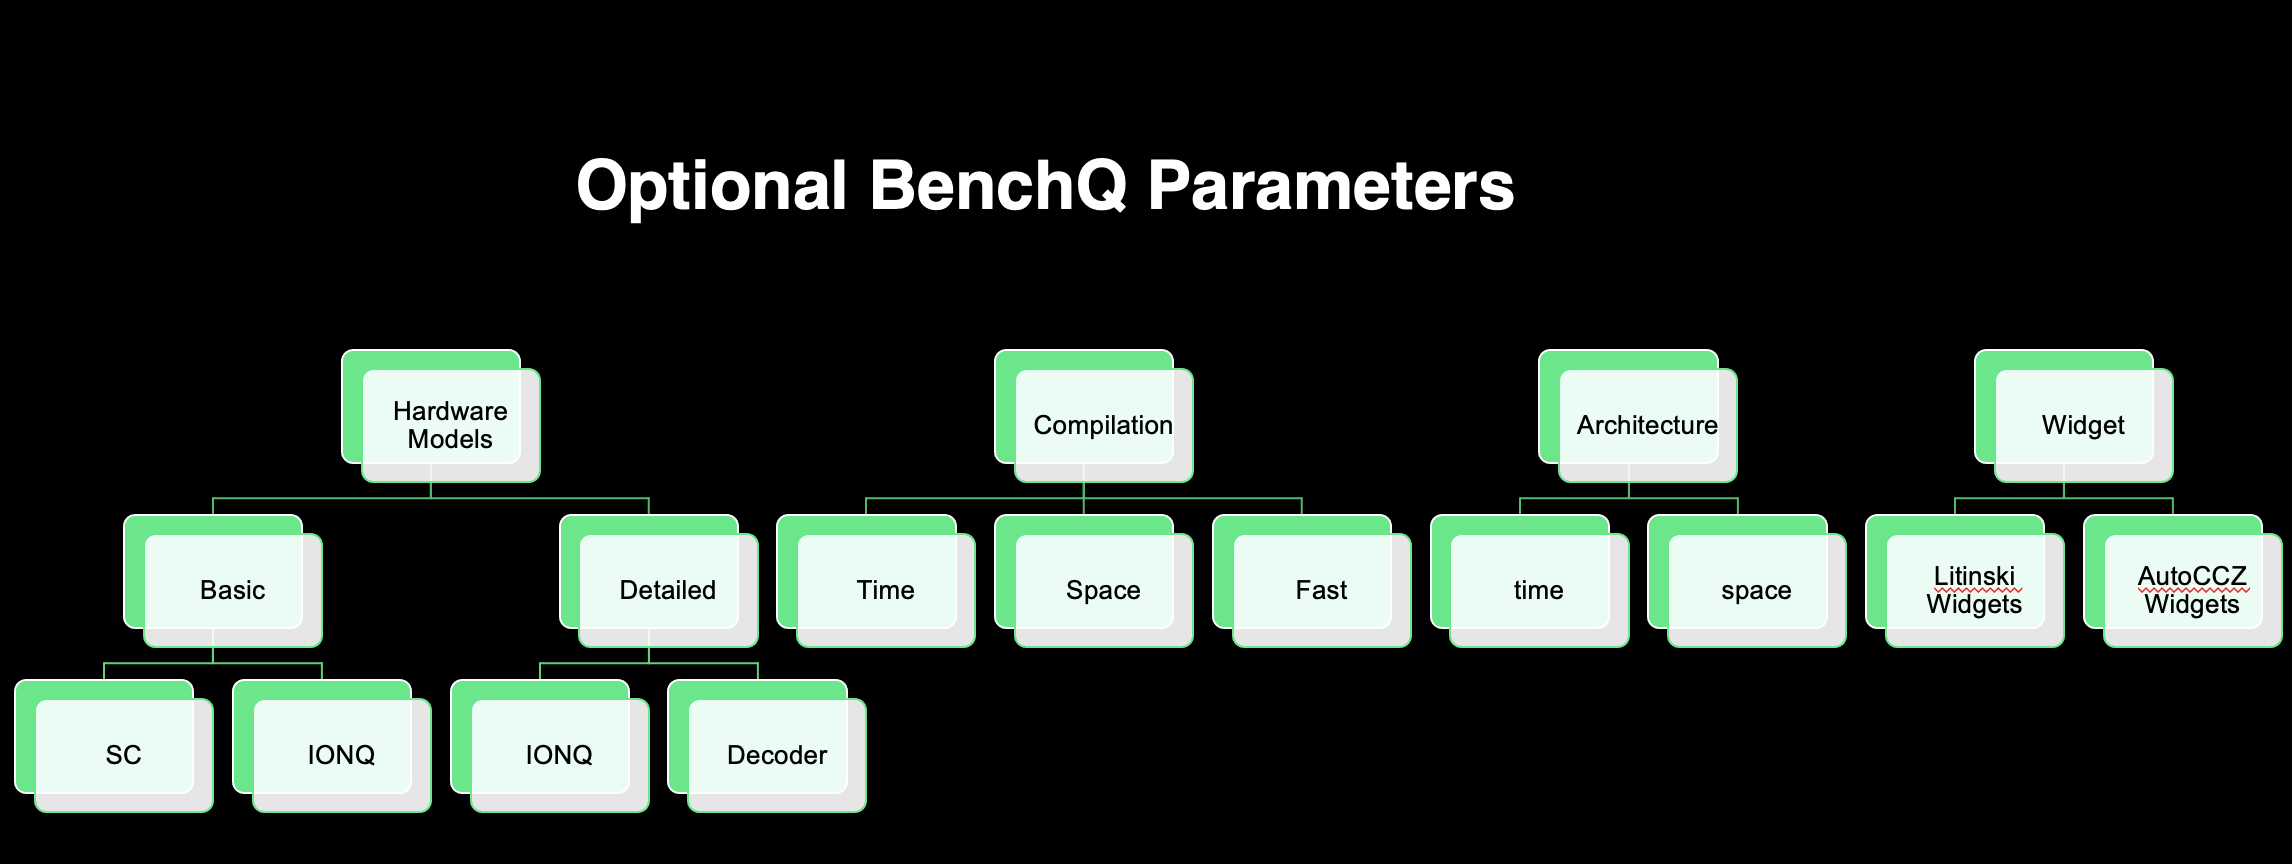 Optional BenchQ Parameters
Hardware
Models
Compilation
Architecture
Widget
Basic
Detailed
Time
Space
Fast
time
space
Litinski
Widgets
AutoCCZ
Widgets
SC
IONQ
IONQ
Decoder